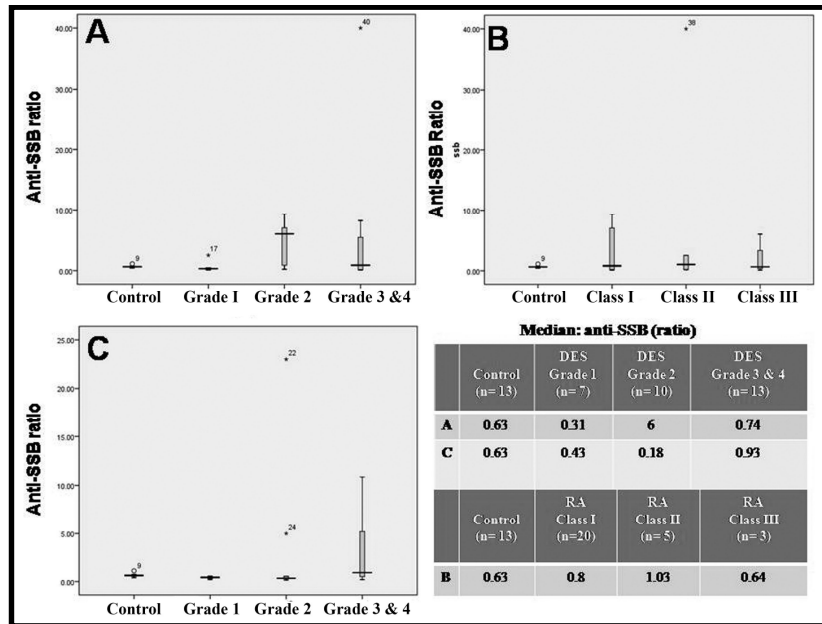 A
Anti-SSB ratio
40.00
30.00
20.00
10.00
0.00
9
17
40
Control Grade I Grade 2 Grade 3 &4
B
Anti-SSB Ratio
ssb
40.00
30.00
20.00
10.00
0.00
9
38
Control Class I Class II Class III
C
Anti-SSB ratio
25.00
20.00
15.00
10.00
5.00
0.00
9
22
24
Control Grade 1 Grade 2 Grade 3 & 4
Median: anti-SSB (ratio)
Control (n= 13) DES Grade 1 (n= 7) DES Grade 2 (n= 10) DES Grade 3 & 4 (n= 13)
A 0.63 0.31 6 0.74
C 0.63 0.43 0.18 0.93
Control (n= 13) RA Class I (n=20) RA Class II (n= 5) RA Class III (n= 3)
B 0.63 0.8 1.03 0.64